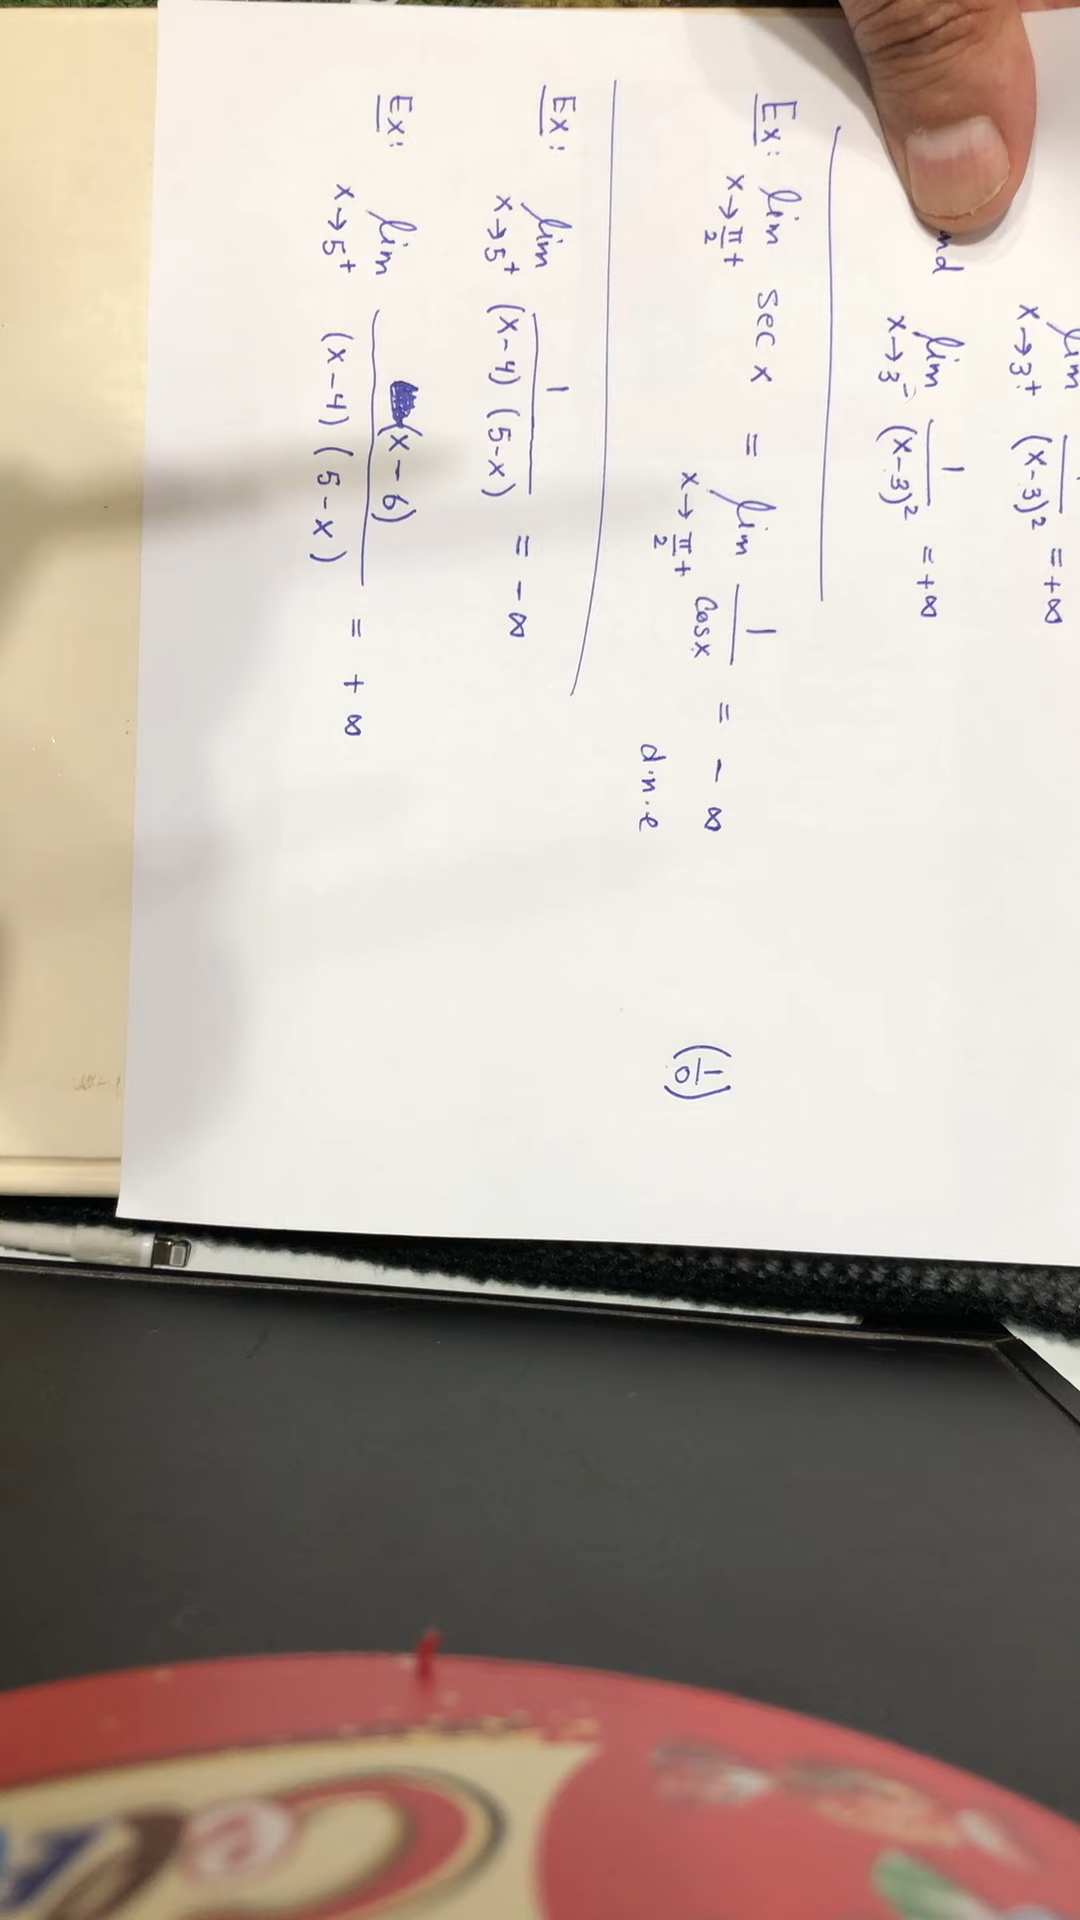 lim x→3⁺ 1/(x-3)² = +∞
and lim x→3⁻ 1/(x-3)² = +∞
Ex: lim x→π/2⁺ sec x = lim x→π/2⁺ 1/cos x = -∞ (1/0)
d.n.e
Ex: lim x→5⁺ 1/((x-4)(5-x)) = -∞
Ex: lim x→5⁺ (x-6)/((x-4)(5-x)) = +∞